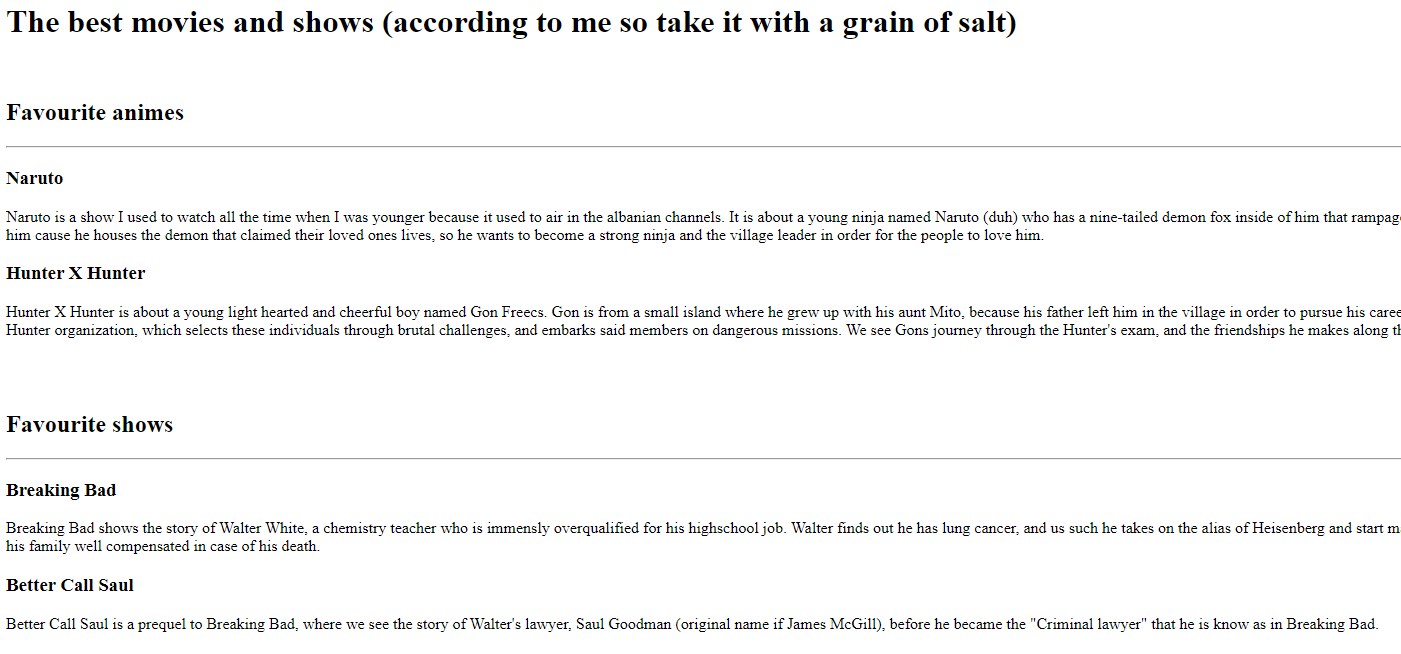 The best movies and shows (according to me so take it with a grain of salt)
Favourite animes
Naruto
Naruto is a show I used to watch all the time when I was younger because it used to air in the albanian channels. It is about a young ninja named Naruto (duh) who has a nine-tailed demon fox inside of him that
him cause he houses the demon that claimed their loved ones lives, so he wants to become a strong ninja and the village leader in order for the people to love him.
Hunter X Hunter
Hunter X Hunter is about a young light hearted and cheerful boy named Gon Freecs. Gon is from a small island where he grew up with his aunt Mito, because his father left him in the village in order to pursue his
Hunter organization, which selects these individuals through brutal challenges, and embarks said members on dangerous missions. We see Gons journey through the Hunter's exam, and the friendships he makes along
Favourite shows
Breaking Bad
Breaking Bad shows the story of Walter White, a chemistry teacher who is immensly overqualified for his highschool job. Walter finds out he has lung cancer, and us such he takes on the alias of Heisenberg and start
his family well compensated in case of his death.
Better Call Saul
Better Call Saul is a prequel to Breaking Bad, where we see the story of Walter's lawyer, Saul Goodman (original name if James McGill), before he became the "Criminal lawyer" that he is know as in Breaking Bad.